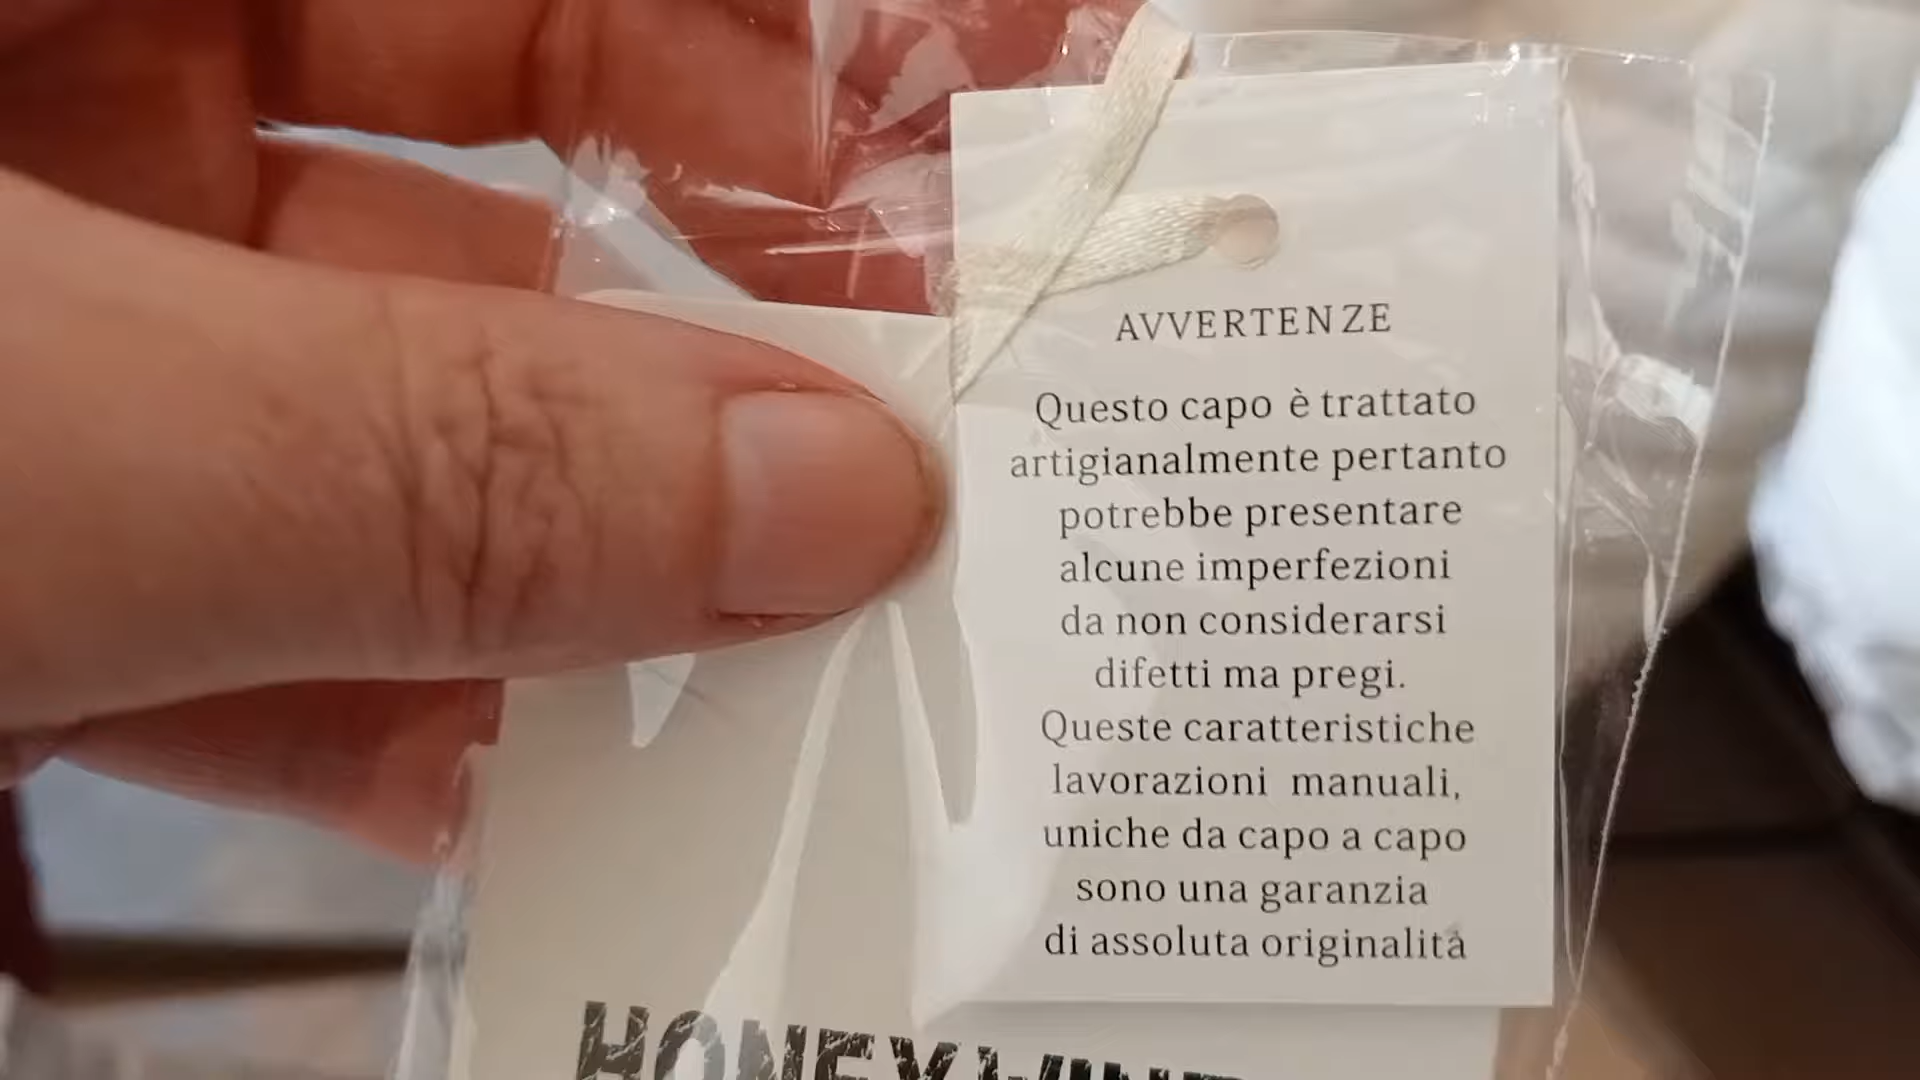 AVVERTENZE
Questo capo è trattato
artigianalmente pertanto
potrebbe presentare
alcune imperfezioni
da non considerarsi
difetti ma pregi.
Queste caratteristiche
lavorazioni manuali,
uniche da capo a capo
sono una garanzia
di assoluta originalità